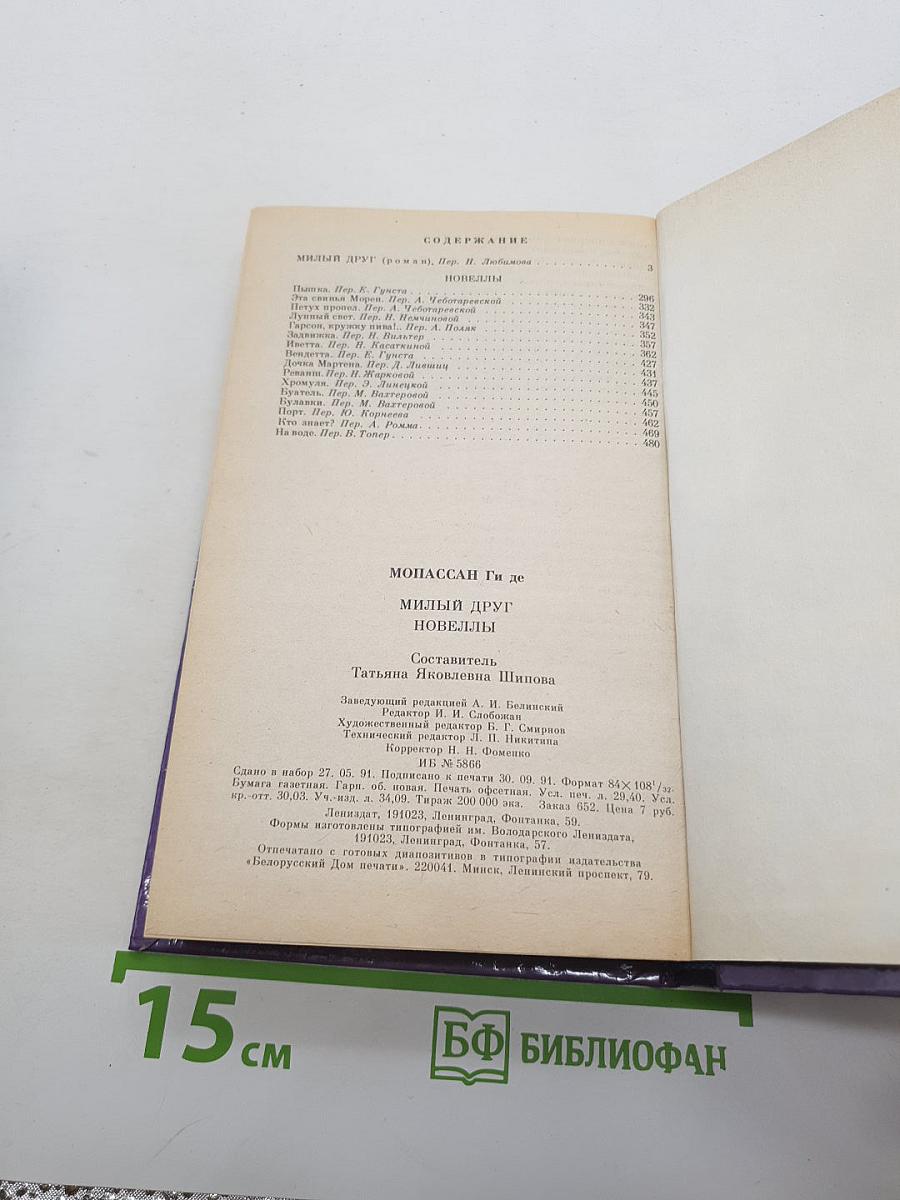 СОДЕРЖАНИЕ
МИЛЫЙ ДРУГ (роман), Пер. Н. Любимова . . . . . . . . . . . 3
НОВЕЛЛЫ
Пышка. Пер. Е. Гунста . . . . . . . . . . . 296
Эта свинья Морен. Пер. А. Чеботаревской . . . . . . . . . . . 332
Петух пропел. Пер. А. Чеботаревской . . . . . . . . . . . 343
Лунный свет. Пер. Н. Немчиновой . . . . . . . . . . . 347
Гарсон, кружку пива!.. Пер. А. Поляк . . . . . . . . . . . 352
Задвижка. Пер. Н. Вильтер . . . . . . . . . . . 357
Иветта. Пер. Н. Касаткиной . . . . . . . . . . . 362
Вендетта. Пер. Е. Гунста . . . . . . . . . . . 427
Дочка Мартена. Пер. Д. Лившиц . . . . . . . . . . . 431
Реванш. Пер. Н. Жарковой . . . . . . . . . . . 437
Хромуля. Пер. Э. Линецкой . . . . . . . . . . . 445
Буатель. Пер. М. Вахтеровой . . . . . . . . . . . 450
Булавки. Пер. М. Вахтеровой . . . . . . . . . . . 457
Порт. Пер. Ю. Корнеева . . . . . . . . . . . 462
Кто знает? Пер. А. Ромма . . . . . . . . . . . 469
На воде. Пер. В. Топер . . . . . . . . . . . 480
МОПАССАН Ги де
МИЛЫЙ ДРУГ
НОВЕЛЛЫ
Составитель
Татьяна Яковлевна Шипова
Заведующий редакцией А. И. Белинский
Редактор И. И. Слобожан
Художественный редактор Б. Г. Смирнов
Технический редактор Л. П. Никитина
Корректор Н. Н. Фоменко
ИБ № 5866
Сдано в набор 27. 05. 91. Подписано к печати 30. 09. 91. Формат 84×108¹/₃₂.
Бумага газетная. Гарн. об. новая. Печать офсетная. Усл. печ. л. 29,40. Усл.
кр.-отт. 30,03. Уч.-изд. л. 34,09. Тираж 200 000 экз. Заказ 652. Цена 7 руб.
Лениздат, 191023, Ленинград, Фонтанка, 59.
Формы изготовлены типографией им. Володарского Лениздата,
191023, Ленинград, Фонтанка, 57.
Отпечатано с готовых диапозитивов в типографии издательства
«Белорусский Дом печати». 220041. Минск, Ленинский проспект, 79.
15 см
БФ БИБЛИОФАН